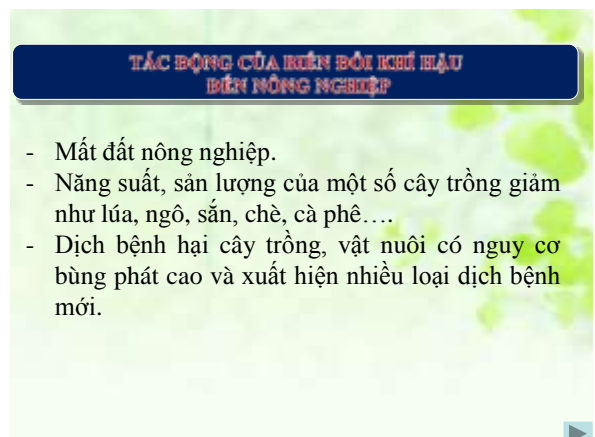 TÁC ĐỘNG CỦA BIẾN ĐỔI KHÍ HẬU
ĐẾN NÔNG NGHIỆP
- Mất đất nông nghiệp.
- Năng suất, sản lượng của một số cây trồng giảm
như lúa, ngô, sắn, chè, cà phê….
- Dịch bệnh hại cây trồng, vật nuôi có nguy cơ
bùng phát cao và xuất hiện nhiều loại dịch bệnh
mới.